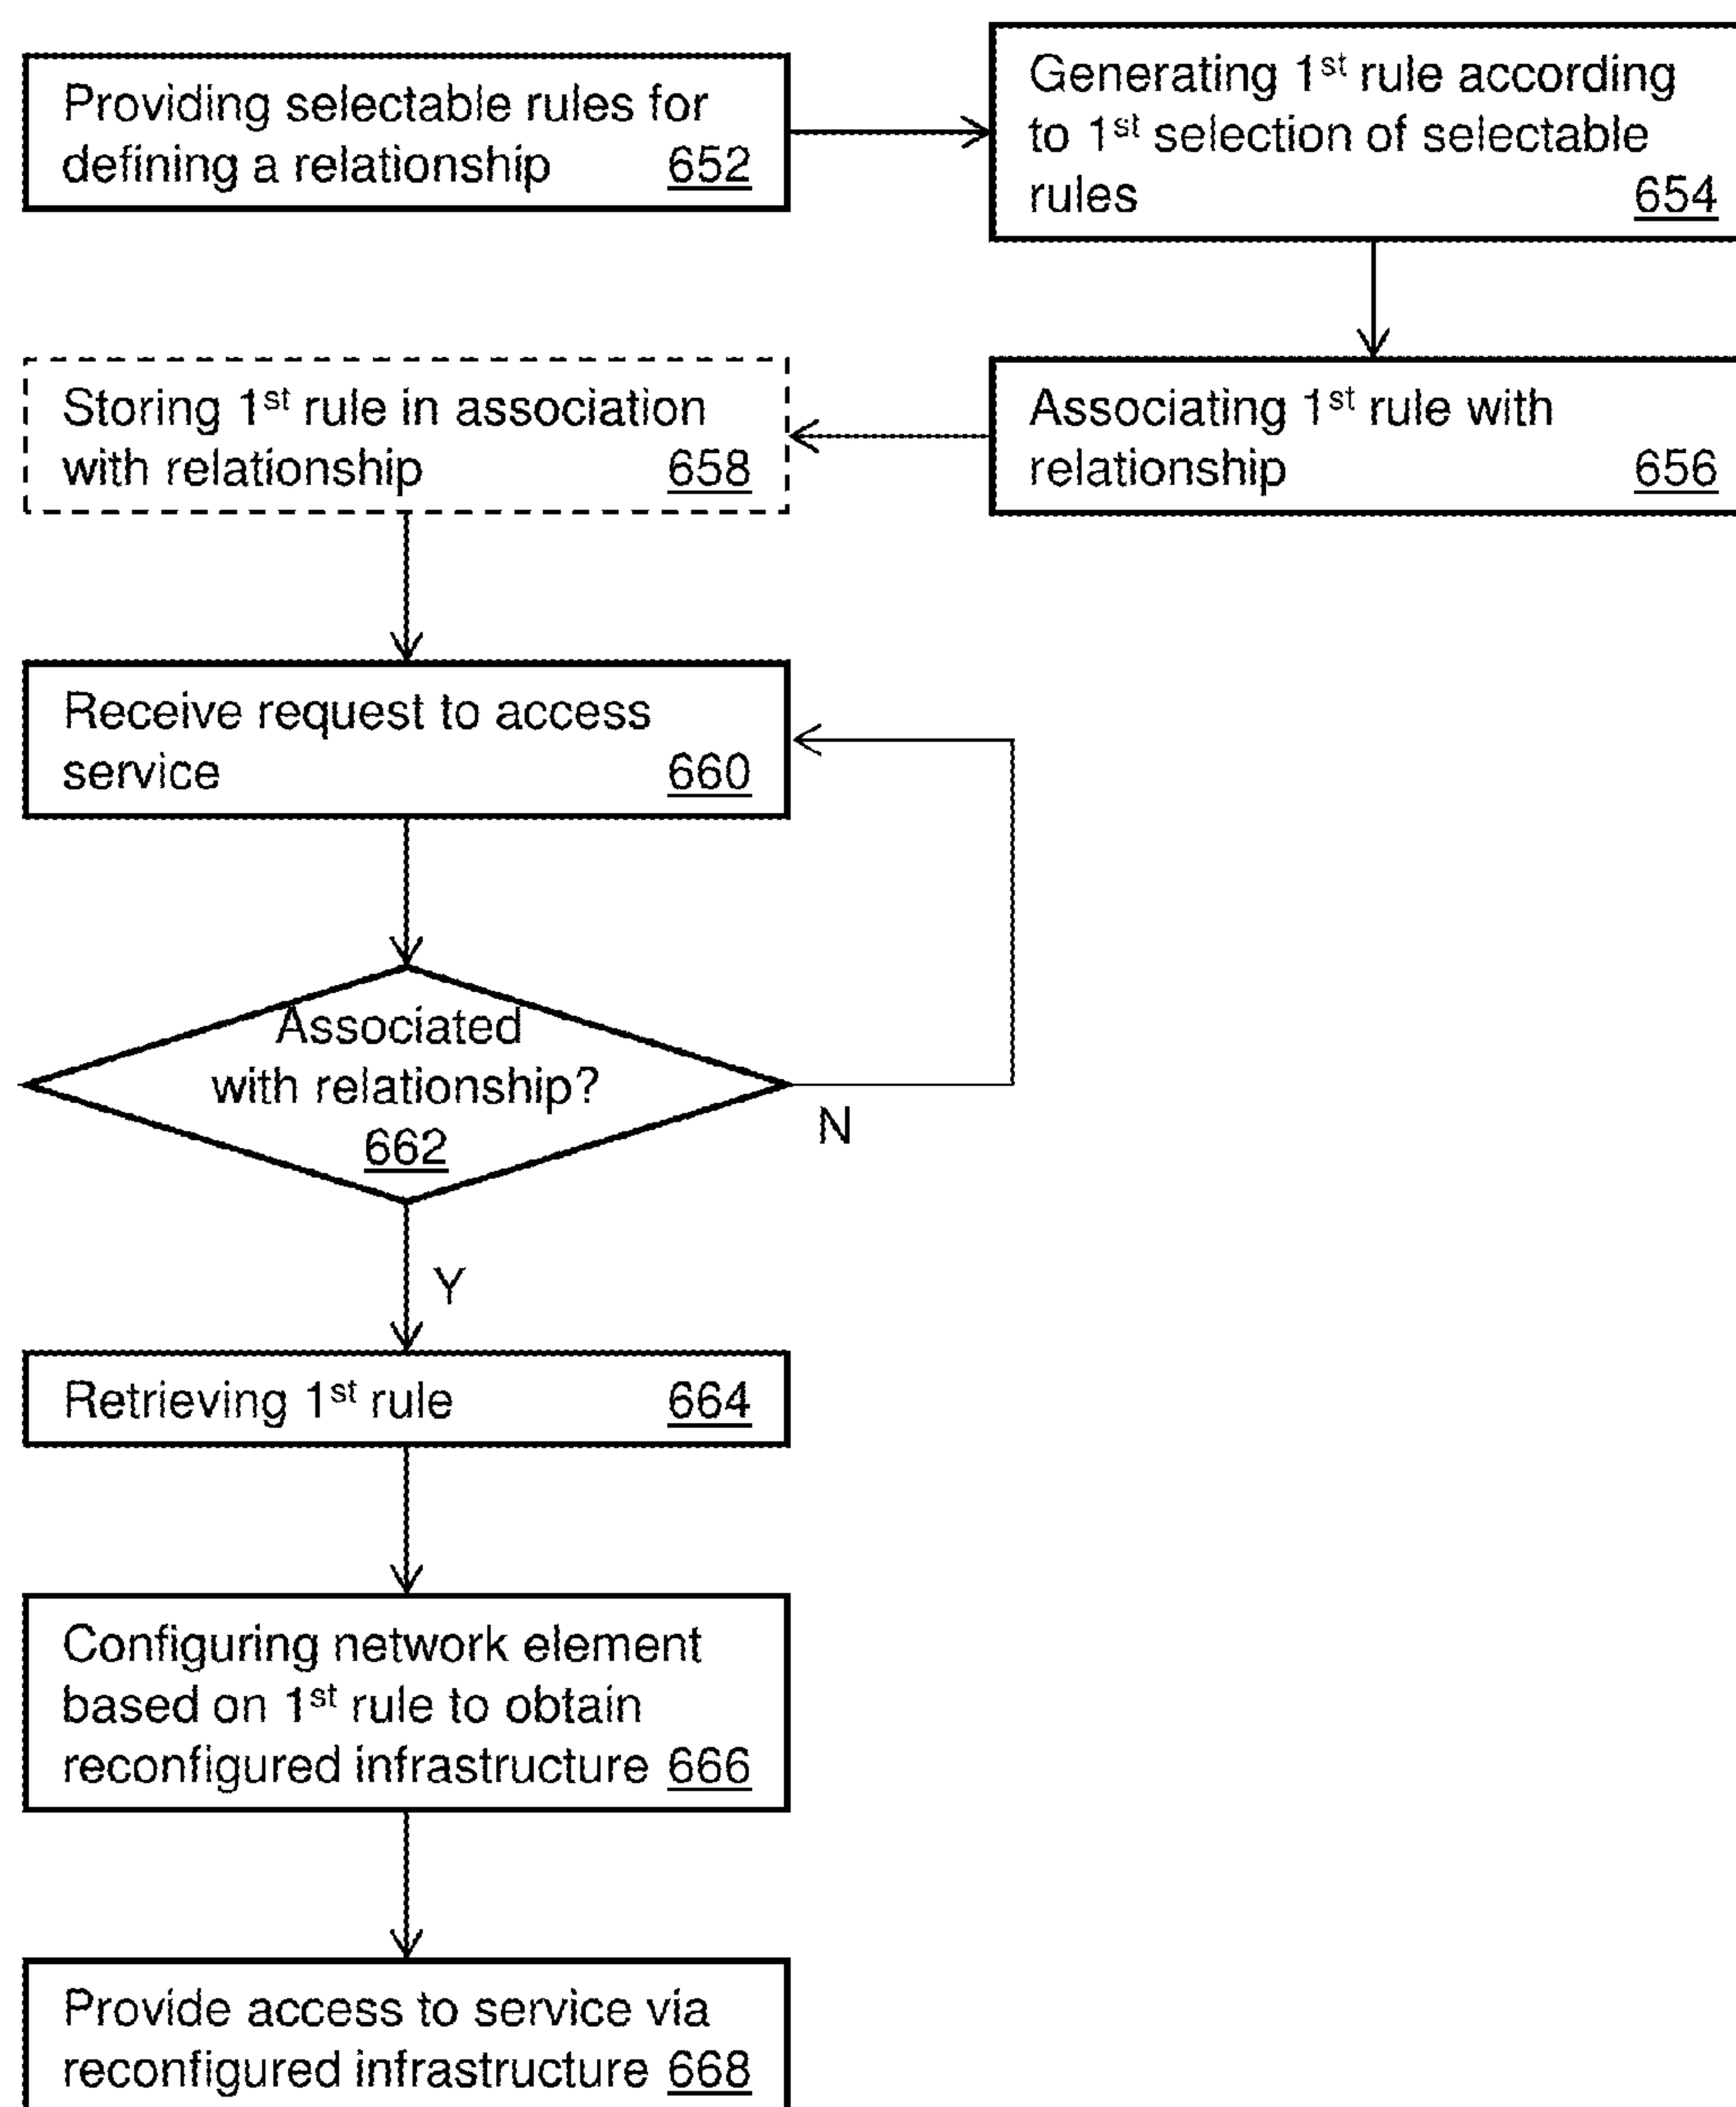 Providing selectable rules for
defining a relationship 652
Generating 1st rule according
to 1st selection of selectable
rules 654
Associating 1st rule with
relationship 656
Storing 1st rule in association
with relationship 658
Receive request to access
service 660
Associated
with relationship?
662
N
Y
Retrieving 1st rule 664
Configuring network element
based on 1st rule to obtain
reconfigured infrastructure 666
Provide access to service via
reconfigured infrastructure 668